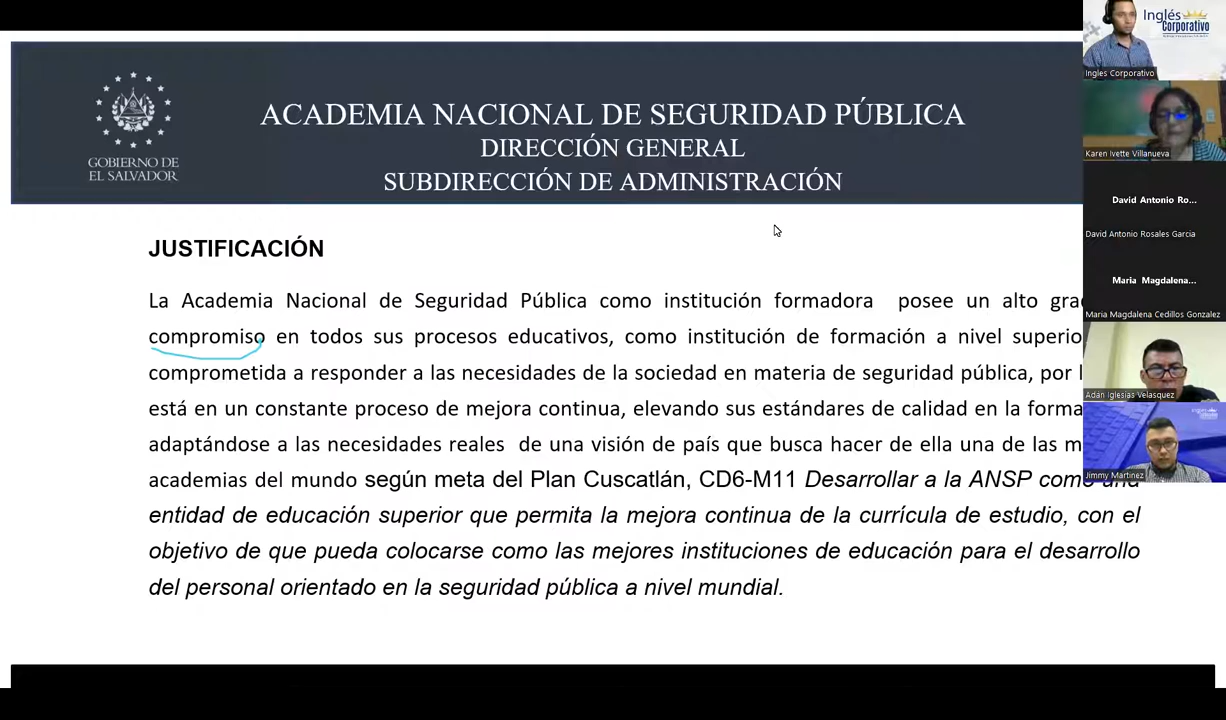 Inglés
Corporativo
Ingles Corporativo
ACADEMIA NACIONAL DE SEGURIDAD PÚBLICA
DIRECCIÓN GENERAL
SUBDIRECCIÓN DE ADMINISTRACIÓN
GOBIERNO DE
EL SALVADOR
Karen Ivette Villanueva
David Antonio Ro...
David Antonio Rosales Garcia
Maria Magdalena...
Maria Magdalena Cedillos Gonzalez
Adán Iglesias Velasquez
Jimmy Martinez
JUSTIFICACIÓN
La Academia Nacional de Seguridad Pública como institución formadora posee un alto
compromiso en todos sus procesos educativos, como institución de formación a nivel
comprometida a responder a las necesidades de la sociedad en materia de seguridad pública, por
está en un constante proceso de mejora continua, elevando sus estándares de calidad en la
adaptándose a las necesidades reales de una visión de país que busca hacer de ella una de las
academias del mundo según meta del Plan Cuscatlán, CD6-M11 Desarrollar a la ANSP como una
entidad de educación superior que permita la mejora continua de la currícula de estudio, con el
objetivo de que pueda colocarse como las mejores instituciones de educación para el desarrollo
del personal orientado en la seguridad pública a nivel mundial.